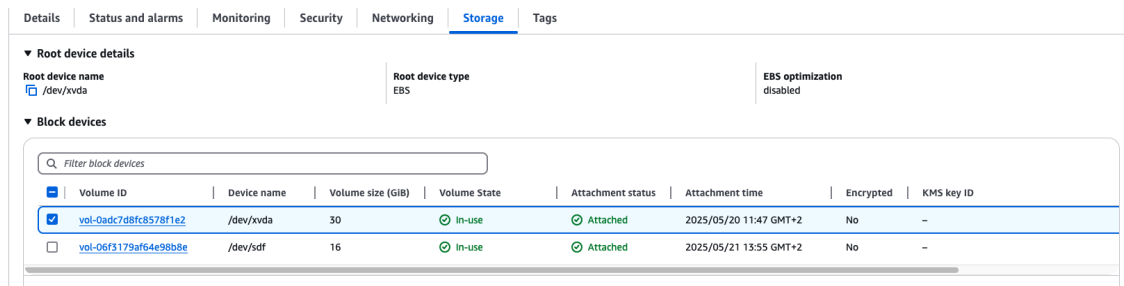 Details Status and alarms Monitoring Security Networking Storage Tags
▼ Root device details
Root device name Root device type EBS optimization
/dev/xvda EBS disabled
▼ Block devices
Filter block devices
Volume ID Device name Volume size (GiB) Volume State Attachment status Attachment time Encrypted KMS key ID
vol-0adc7d8fc8578f1e2 /dev/xvda 30 In-use Attached 2025/05/20 11:47 GMT+2 No –
vol-06f3179af64e98b8e /dev/sdf 16 In-use Attached 2025/05/21 13:55 GMT+2 No –